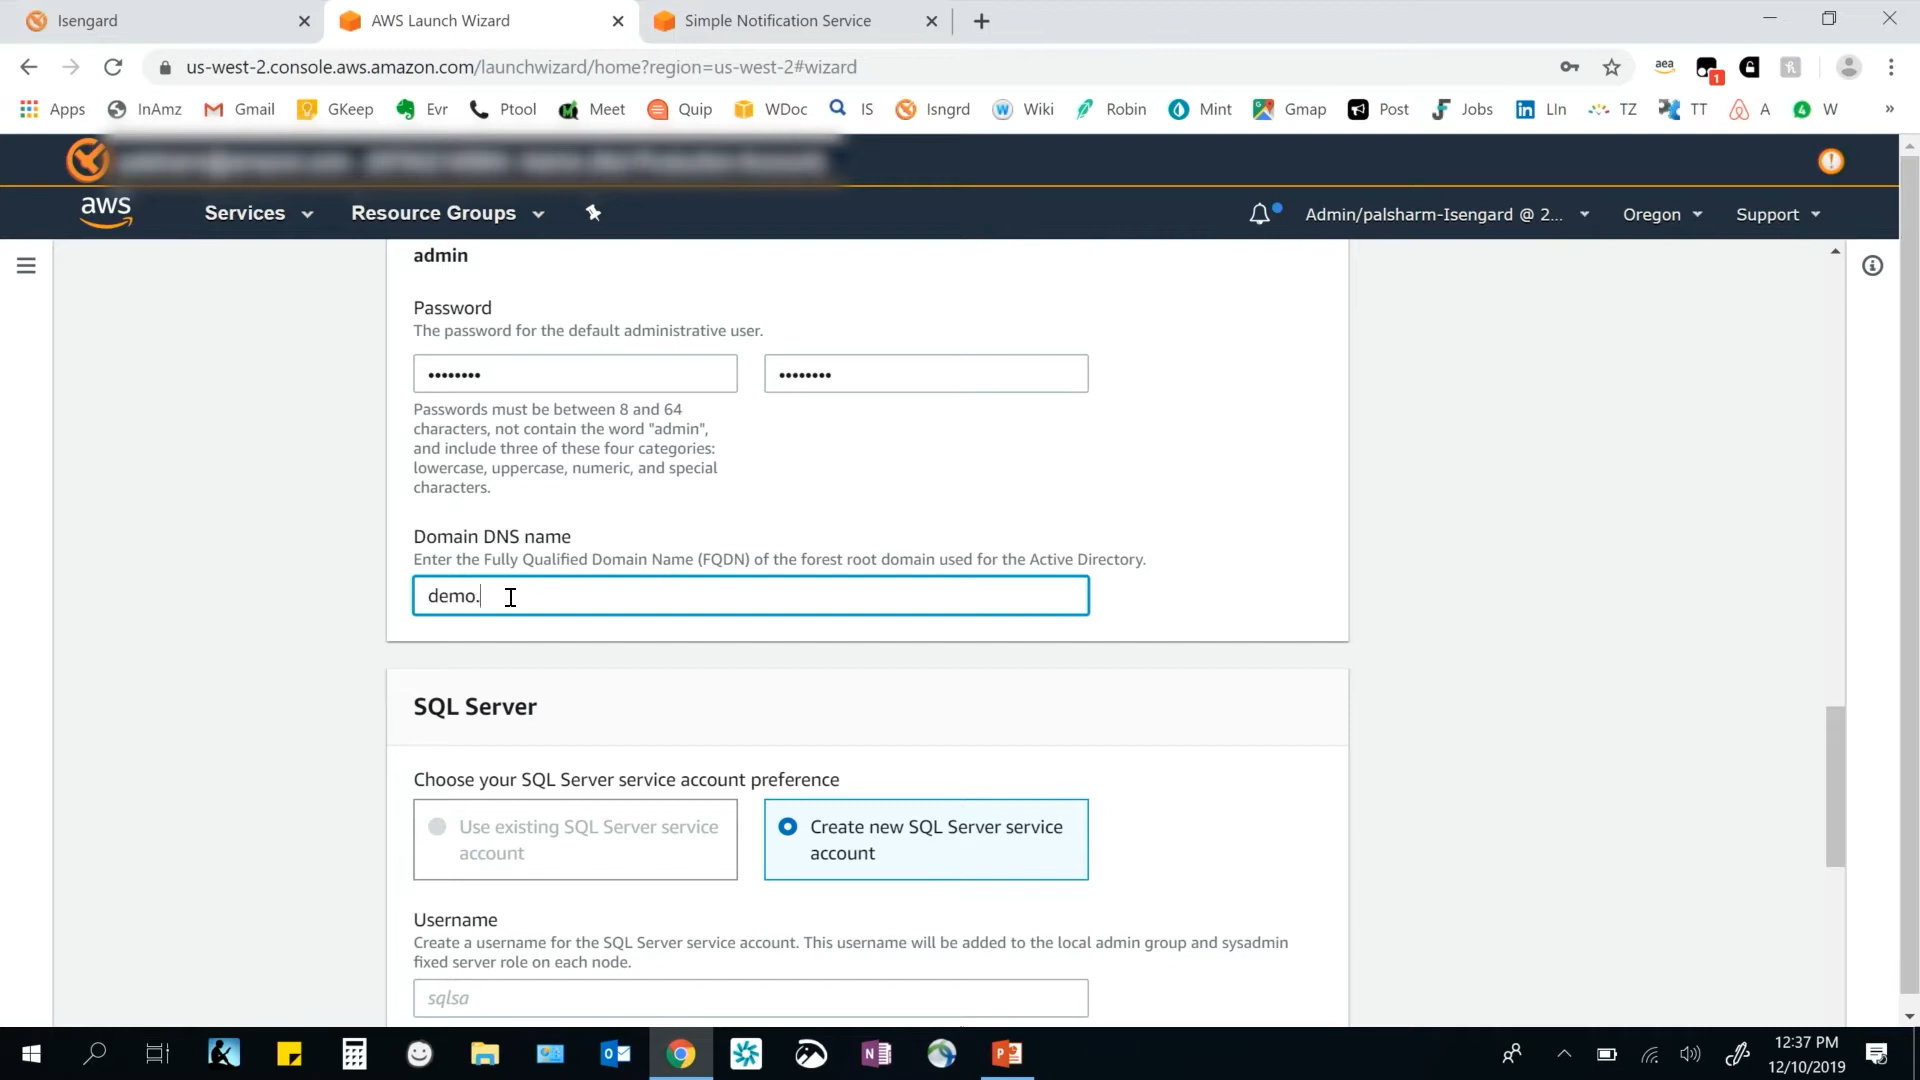 Isengard
AWS Launch Wizard
Simple Notification Service
us-west-2.console.aws.amazon.com/launchwizard/home?region=us-west-2#wizard
aea
1
Apps
InAmz
Gmail
GKeep
Evr
Ptool
Meet
Quip
WDoc
IS
Isngrd
Wiki
Robin
Mint
Gmap
Post
Jobs
LIn
TZ
TT
A
W
»
aws
Services
Resource Groups
Admin/palsharm-Isengard @ 2...
Oregon
Support
admin
Password
The password for the default administrative user.
••••••••
••••••••
Passwords must be between 8 and 64
characters, not contain the word "admin",
and include three of these four categories:
lowercase, uppercase, numeric, and special
characters.
Domain DNS name
Enter the Fully Qualified Domain Name (FQDN) of the forest root domain used for the Active Directory.
demo.
SQL Server
Choose your SQL Server service account preference
Use existing SQL Server service
account
Create new SQL Server service
account
Username
Create a username for the SQL Server service account. This username will be added to the local admin group and sysadmin
fixed server role on each node.
sqlsa
12:37 PM
12/10/2019